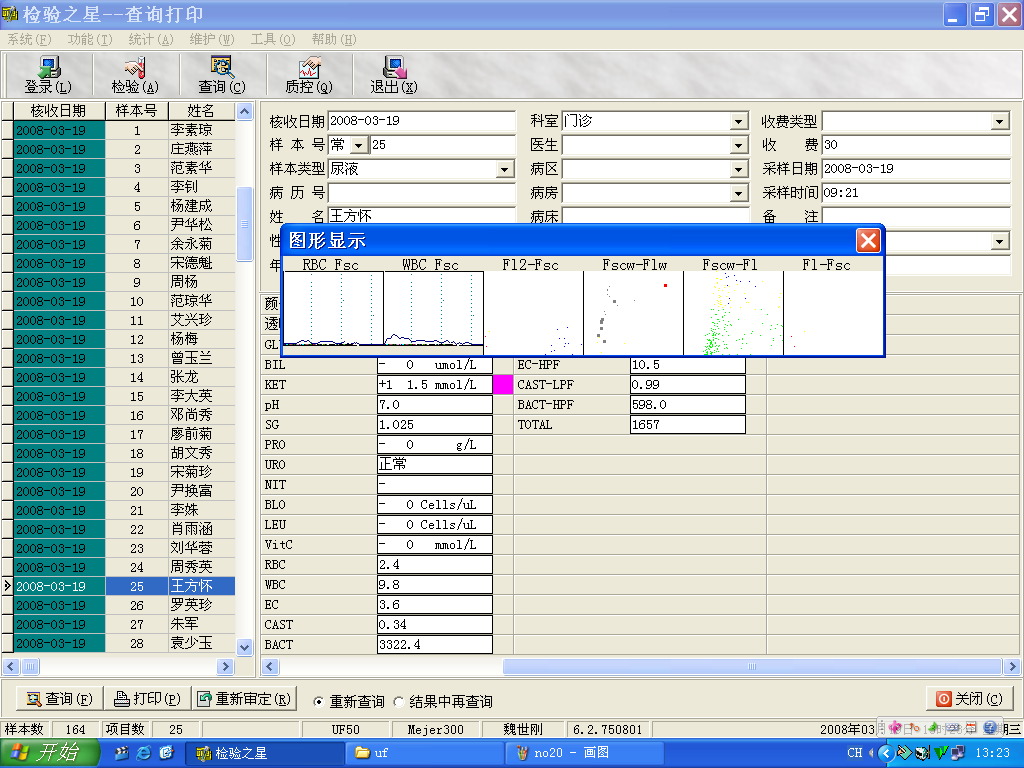 检验之星--查询打印
系统(F) 功能(T) 统计(A) 维护(W) 工具(O) 帮助(H)
登录(L) 检验(A) 查询(C) 质控(Q) 退出(X)
核收日期 样本号 姓名
2008-03-19 1 李素琼
2008-03-19 2 庄燕萍
2008-03-19 3 范素华
2008-03-19 4 李钊
2008-03-19 5 杨建成
2008-03-19 6 尹华松
2008-03-19 7 余永菊
2008-03-19 8 宋德魁
2008-03-19 9 周杨
2008-03-19 10 范琼华
2008-03-19 11 艾兴珍
2008-03-19 12 杨梅
2008-03-19 13 曾玉兰
2008-03-19 14 张龙
2008-03-19 15 李大英
2008-03-19 16 邓尚秀
2008-03-19 17 廖前菊
2008-03-19 18 胡文秀
2008-03-19 19 宋菊珍
2008-03-19 20 尹换富
2008-03-19 21 李姝
2008-03-19 22 肖雨涵
2008-03-19 23 刘华蓉
2008-03-19 24 周秀英
2008-03-19 25 王方怀
2008-03-19 26 罗英珍
2008-03-19 27 朱军
2008-03-19 28 袁少玉
核收日期 2008-03-19 科室 门诊 收费类型
样本号 常 25 医生 收费 30
样本类型 尿液 病区 采样日期 2008-03-19
病历号 病房 采样时间 09:21
姓名 王方怀 病床 备注
图形显示
RBC Fsc WBC Fsc Fl2-Fsc Fscw-Flw Fscw-Fl Fl-Fsc
BIL - 0 umol/L EC-HPF 10.5
KET +1 1.5 mmol/L CAST-LPF 0.99
pH 7.0 BACT-HPF 598.0
SG 1.025 TOTAL 1657
PRO - 0 g/L
URO 正常
NIT -
BLO - 0 Cells/uL
LEU - 0 Cells/uL
VitC - 0 mmol/L
RBC 2.4
WBC 9.8
EC 3.6
CAST 0.34
BACT 3322.4
查询(F) 打印(P) 重新审定(R) 重新查询 结果中再查询 关闭(C)
样本数 164 项目数 25 UF50 Mejer300 魏世刚 6.2.750801 2008年03
开始 检验之星 uf no20 - 画图 CH 13:23